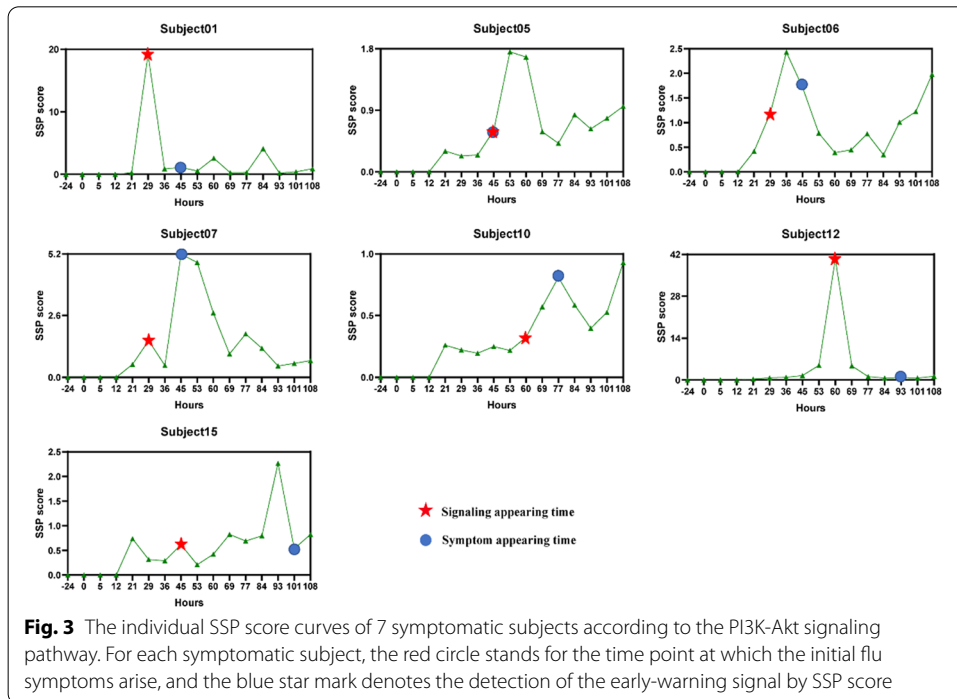 Subject01
SSP score
20
10
0
-24 0 5 12 21 29 36 45 53 60 69 77 84 93 101 108
Hours
Subject05
SSP score
1.8
0.9
0.0
-24 0 5 12 21 29 36 45 53 60 69 77 84 93 101 108
Hours
Subject06
SSP score
2.5
2.0
1.5
1.0
0.5
0.0
-24 0 5 12 21 29 36 45 53 60 69 77 84 93 101 108
Hours
Subject07
SSP score
5.2
2.6
0.0
-24 0 5 12 21 29 36 45 53 60 69 77 84 93 101 108
Hours
Subject10
SSP score
1.0
0.5
0.0
-24 0 5 12 21 29 36 45 53 60 69 77 84 93 101 108
Hours
Subject12
SSP score
42
28
14
0
-24 0 5 12 21 29 36 45 53 60 69 77 84 93 101 108
Hours
Subject15
SSP score
2.5
2.0
1.5
1.0
0.5
0.0
-24 0 5 12 21 29 36 45 53 60 69 77 84 93 101 108
Hours
Signaling appearing time
Symptom appearing time
Fig. 3 The individual SSP score curves of 7 symptomatic subjects according to the PI3K-Akt signaling
pathway. For each symptomatic subject, the red circle stands for the time point at which the initial flu
symptoms arise, and the blue star mark denotes the detection of the early-warning signal by SSP score